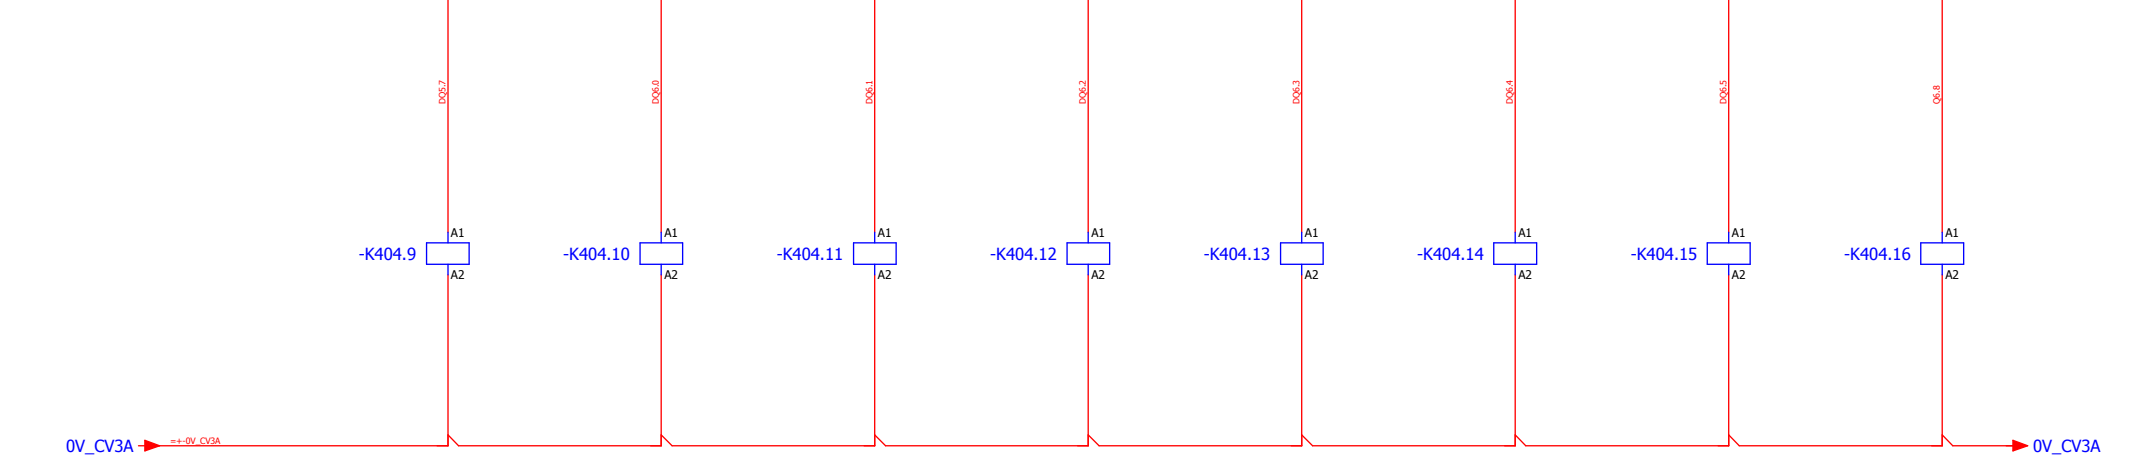 DQ5.7 DQ6.0 DQ6.1 DQ6.2 DQ6.3 DQ6.4 DQ6.5 Q6.8
A1 A1 A1 A1 A1 A1 A1 A1
-K404.9 -K404.10 -K404.11 -K404.12 -K404.13 -K404.14 -K404.15 -K404.16
A2 A2 A2 A2 A2 A2 A2 A2
0V_CV3A =+-0V_CV3A 0V_CV3A